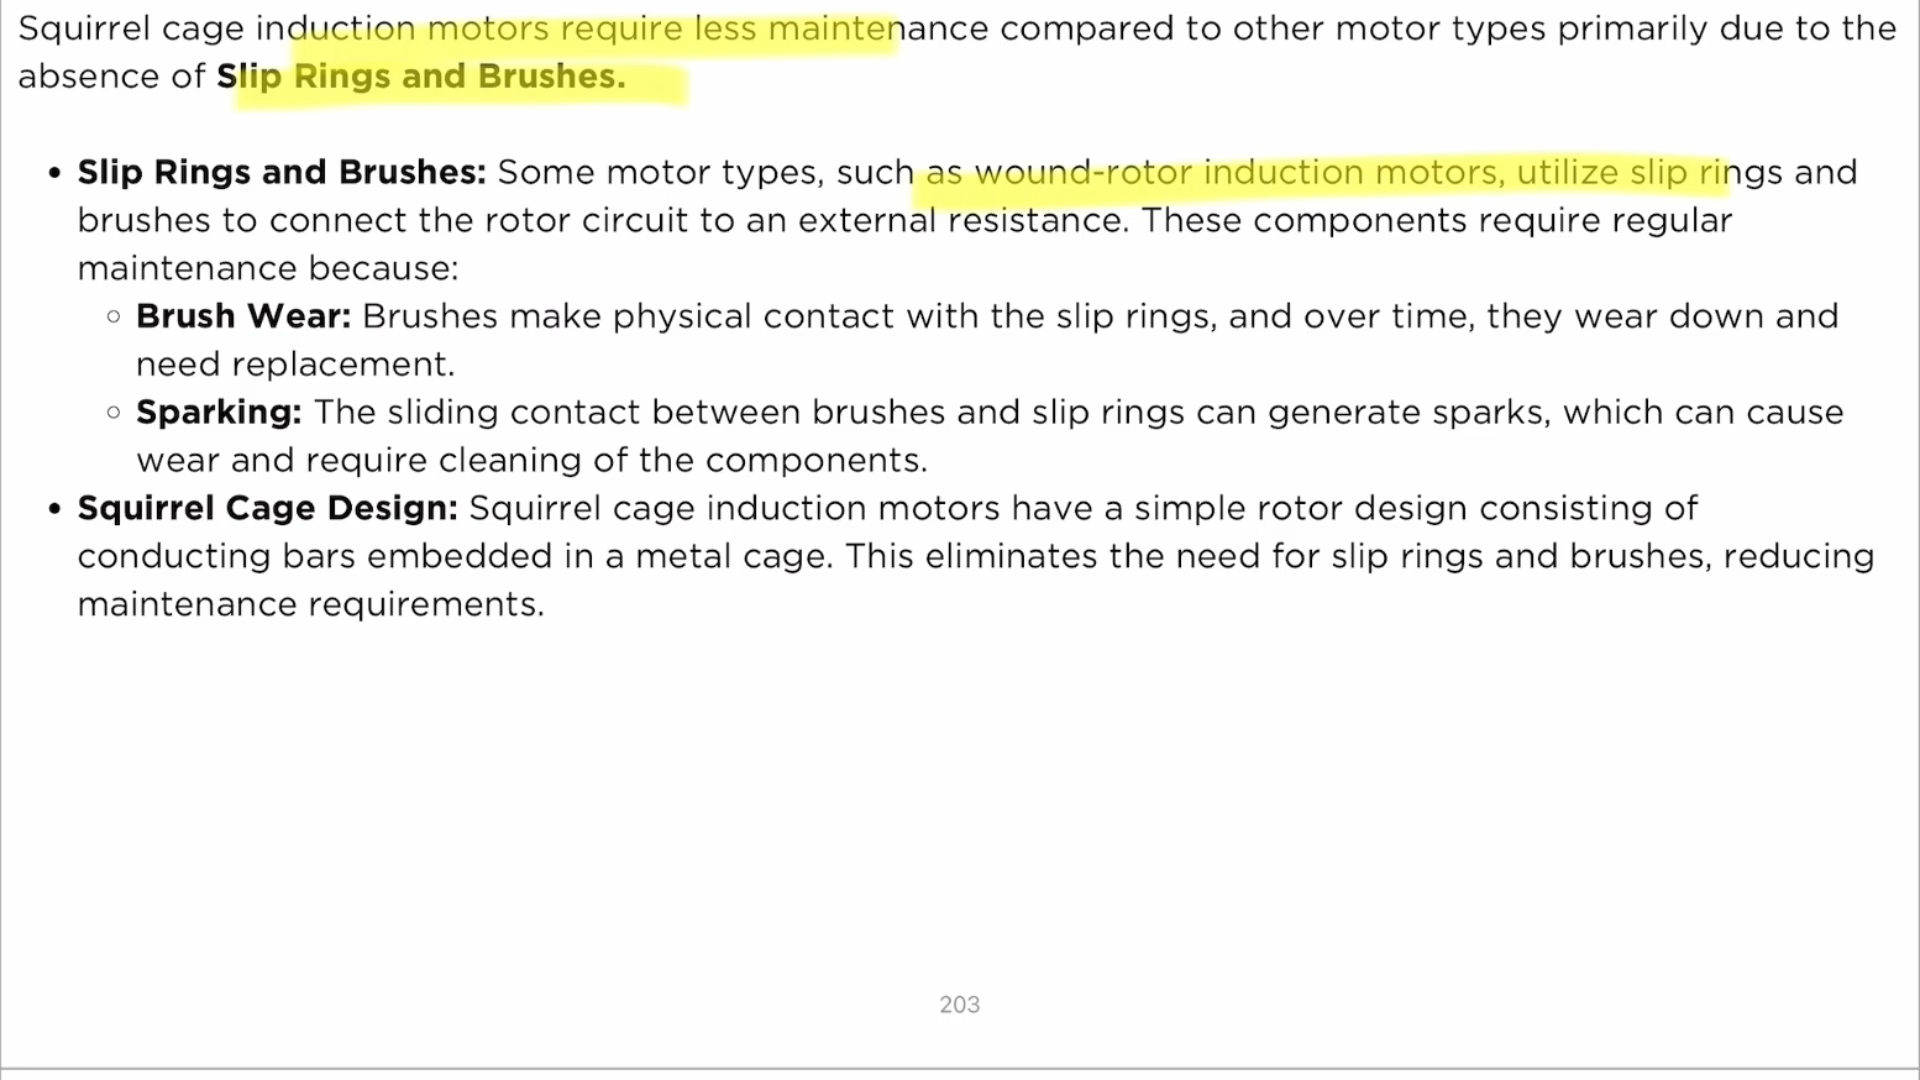 Squirrel cage induction motors require less maintenance compared to other motor types primarily due to the
absence of Slip Rings and Brushes.
• Slip Rings and Brushes: Some motor types, such as wound-rotor induction motors, utilize slip rings and
brushes to connect the rotor circuit to an external resistance. These components require regular
maintenance because:
◦ Brush Wear: Brushes make physical contact with the slip rings, and over time, they wear down and
need replacement.
◦ Sparking: The sliding contact between brushes and slip rings can generate sparks, which can cause
wear and require cleaning of the components.
• Squirrel Cage Design: Squirrel cage induction motors have a simple rotor design consisting of
conducting bars embedded in a metal cage. This eliminates the need for slip rings and brushes, reducing
maintenance requirements.
203